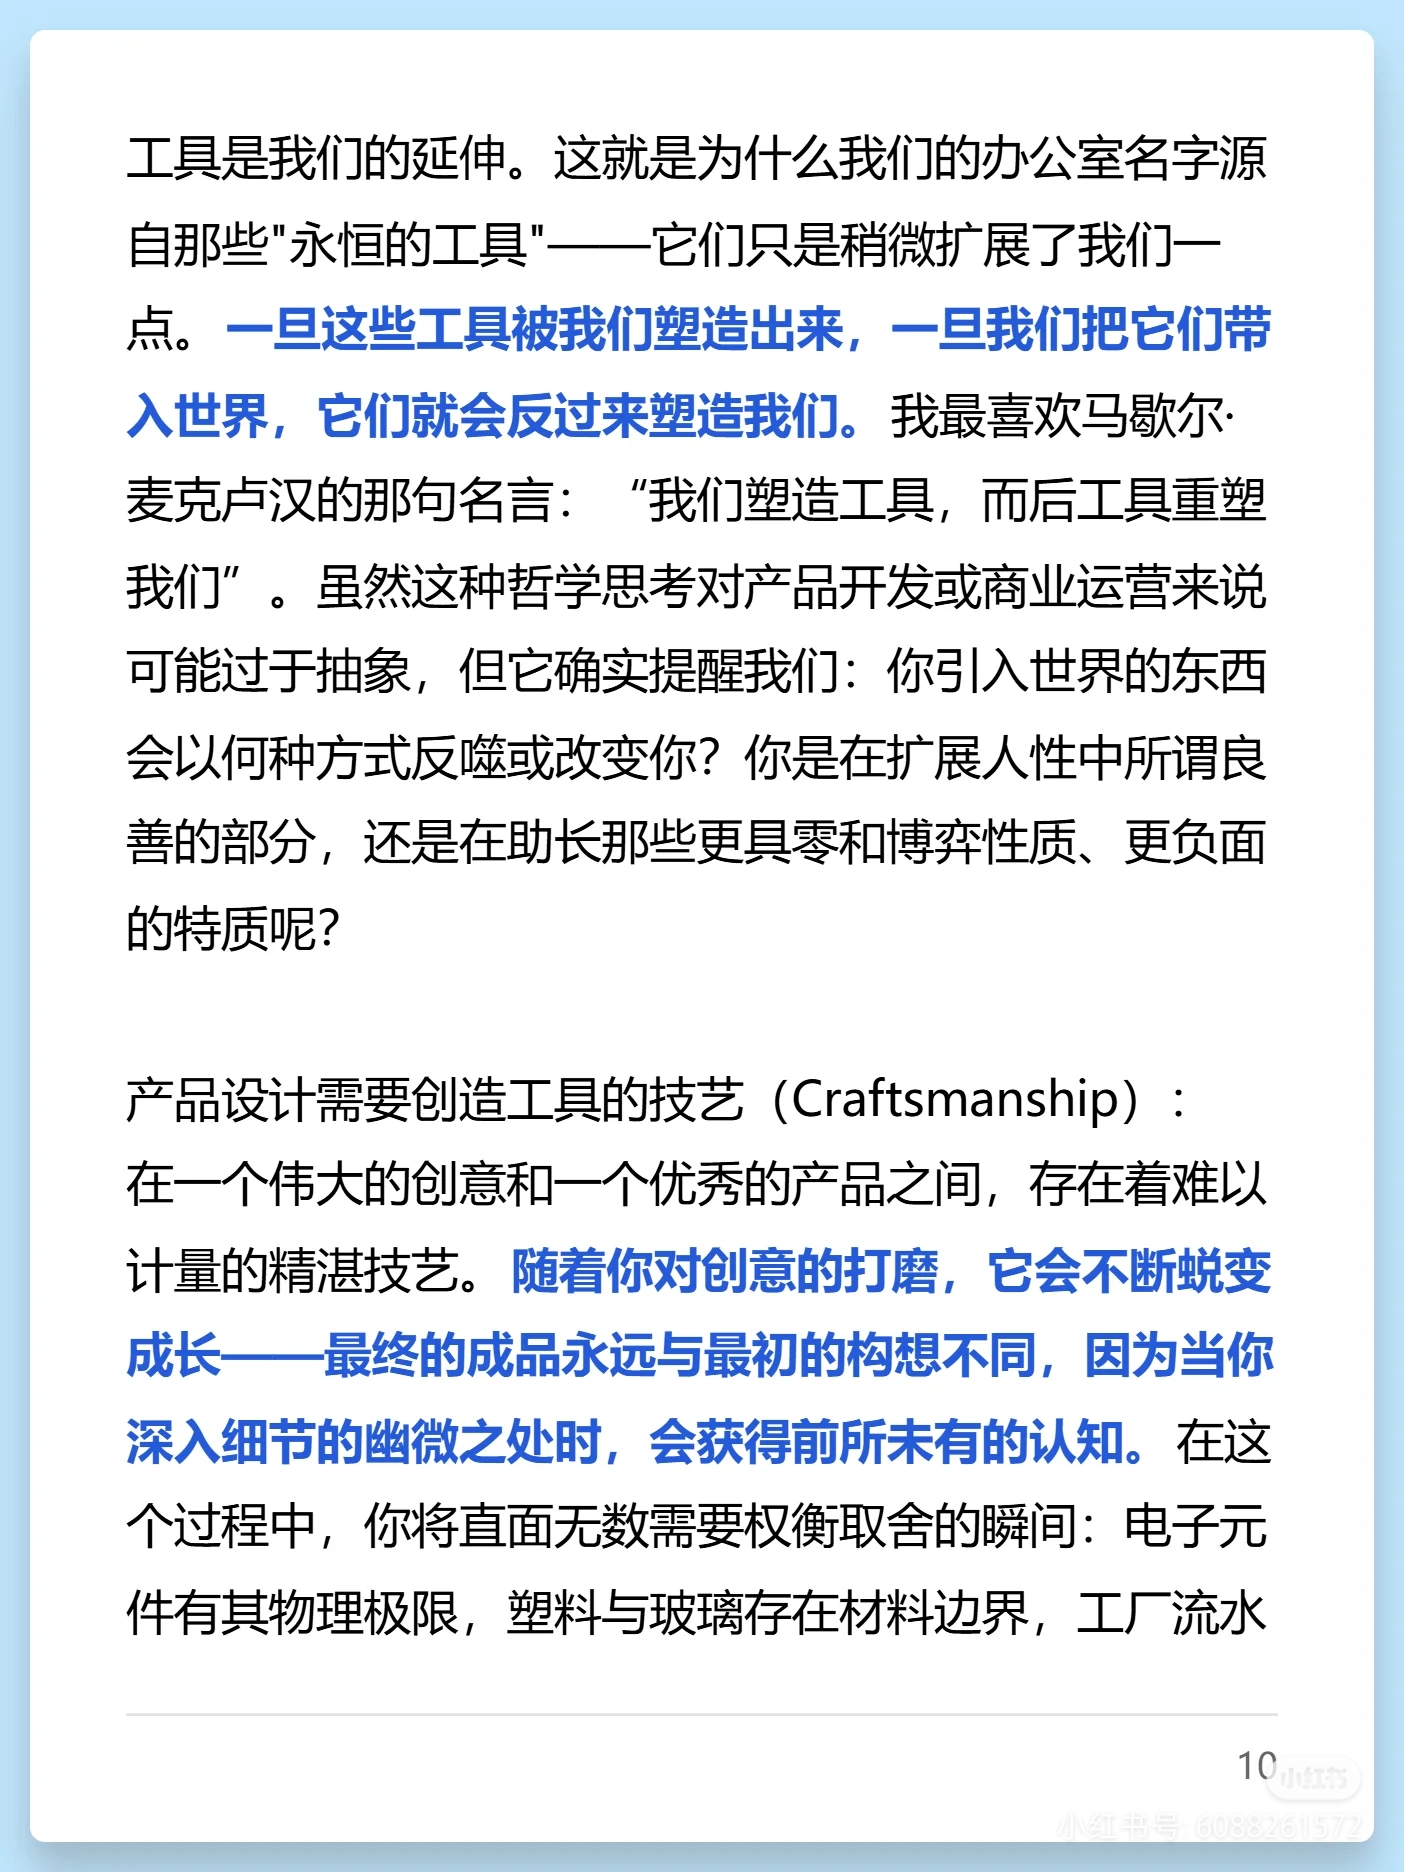 工具是我们的延伸。这就是为什么我们的办公室名字源
自那些"永恒的工具"——它们只是稍微扩展了我们一
点。一旦这些工具被我们塑造出来，一旦我们把它们带
入世界，它们就会反过来塑造我们。我最喜欢马歇尔·
麦克卢汉的那句名言：“我们塑造工具，而后工具重塑
我们”。虽然这种哲学思考对产品开发或商业运营来说
可能过于抽象，但它确实提醒我们：你引入世界的东西
会以何种方式反噬或改变你？你是在扩展人性中所谓良
善的部分，还是在助长那些更具零和博弈性质、更负面
的特质呢？
产品设计需要创造工具的技艺（Craftsmanship）：
在一个伟大的创意和一个优秀的产品之间，存在着难以
计量的精湛技艺。随着你对创意的打磨，它会不断蜕变
成长——最终的成品永远与最初的构想不同，因为当你
深入细节的幽微之处时，会获得前所未有的认知。在这
个过程中，你将直面无数需要权衡取舍的瞬间：电子元
件有其物理极限，塑料与玻璃存在材料边界，工厂流水
10
小红书
小红书号 6088261572